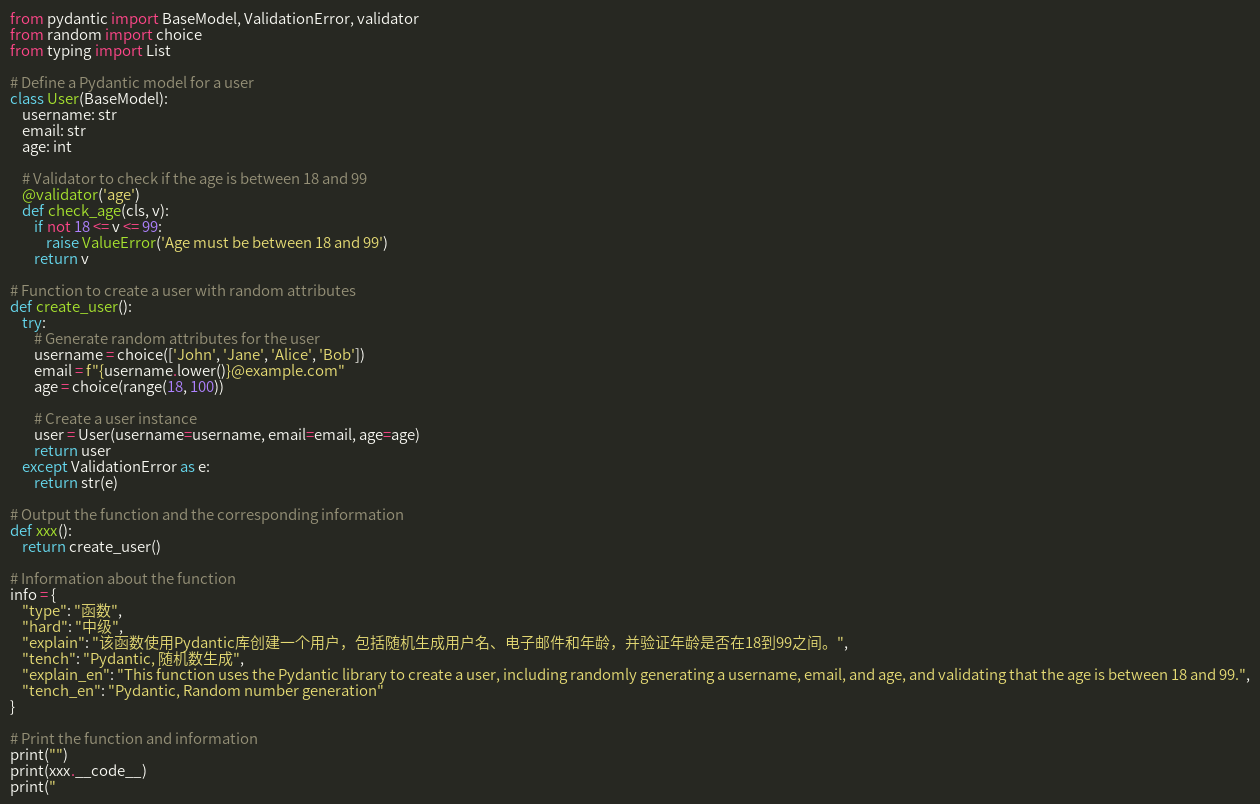 from pydantic import BaseModel, ValidationError, validator
from random import choice
from typing import List

# Define a Pydantic model for a user
class User(BaseModel):
    username: str
    email: str
    age: int

    # Validator to check if the age is between 18 and 99
    @validator('age')
    def check_age(cls, v):
        if not 18 <= v <= 99:
            raise ValueError('Age must be between 18 and 99')
        return v

# Function to create a user with random attributes
def create_user():
    try:
        # Generate random attributes for the user
        username = choice(['John', 'Jane', 'Alice', 'Bob'])
        email = f"{username.lower()}@example.com"
        age = choice(range(18, 100))

        # Create a user instance
        user = User(username=username, email=email, age=age)
        return user
    except ValidationError as e:
        return str(e)

# Output the function and the corresponding information
def xxx():
    return create_user()

# Information about the function
info = {
    "type": "函数",
    "hard": "中级",
    "explain": "该函数使用Pydantic库创建一个用户，包括随机生成用户名、电子邮件和年龄，并验证年龄是否在18到99之间。",
    "tench": "Pydantic, 随机数生成",
    "explain_en": "This function uses the Pydantic library to create a user, including randomly generating a username, email, and age, and validating that the age is between 18 and 99.",
    "tench_en": "Pydantic, Random number generation"
}

# Print the function and information
print("")
print(xxx.__code__)
print("